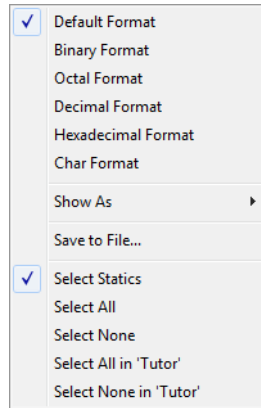 Default Format
Binary Format
Octal Format
Decimal Format
Hexadecimal Format
Char Format
Show As
Save to File...
Select Statics
Select All
Select None
Select All in 'Tutor'
Select None in 'Tutor'